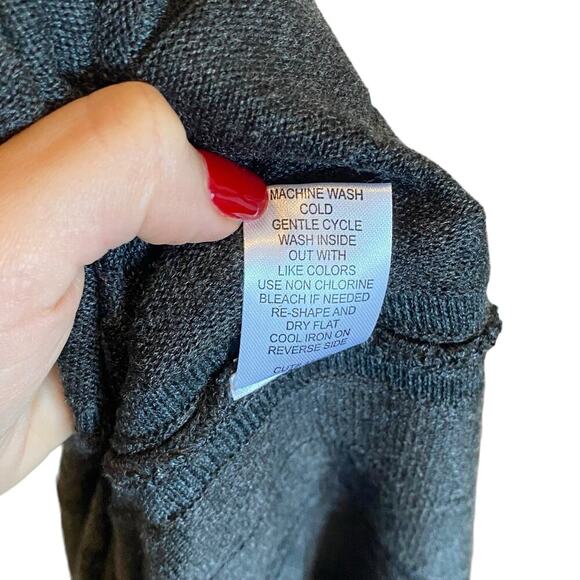 MACHINE WASH
COLD
GENTLE CYCLE
WASH INSIDE
OUT WITH
LIKE COLORS
USE NON CHLORINE
BLEACH IF NEEDED
RE-SHAPE AND
DRY FLAT
COOL IRON ON
REVERSE SIDE